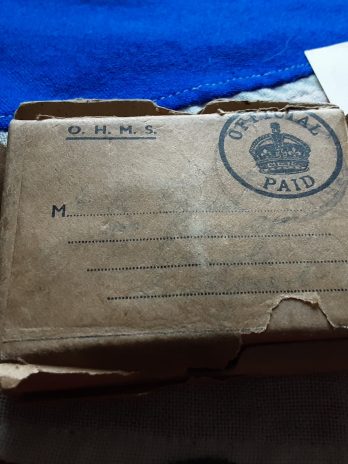 O. H. M. S.
OFFICIAL
PAID
M